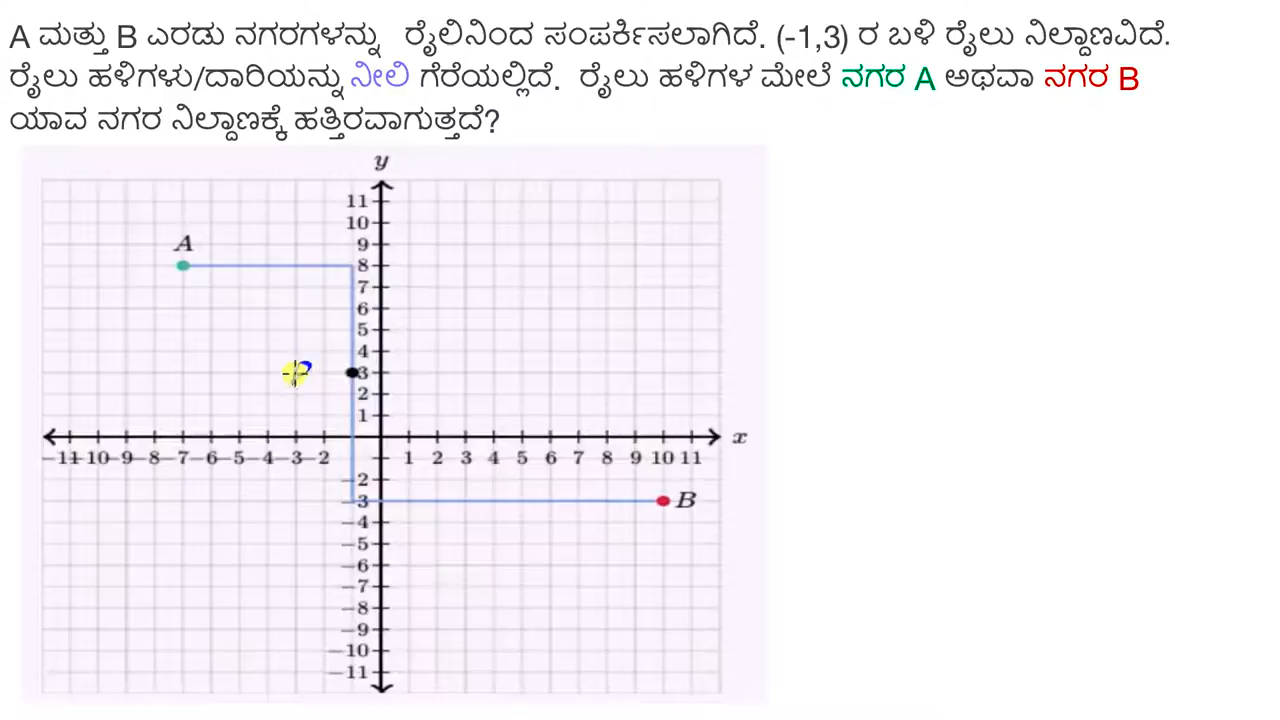 A ಮತ್ತು B ಎರಡು ನಗರಗಳನ್ನು ರೈಲಿನಿಂದ ಸಂಪರ್ಕಿಸಲಾಗಿದೆ. (-1,3) ರ ಬಳಿ ರೈಲು ನಿಲ್ದಾಣವಿದೆ.
ರೈಲು ಹಳಿಗಳು/ದಾರಿಯನ್ನು ನೀಲಿ ಗೆರೆಯಲ್ಲಿದೆ. ರೈಲು ಹಳಿಗಳ ಮೇಲೆ ನಗರ A ಅಥವಾ ನಗರ B
ಯಾವ ನಗರ ನಿಲ್ದಾಣಕ್ಕೆ ಹತ್ತಿರವಾಗುತ್ತದೆ?
y
11
10
A
9
8
7
6
5
4
3
2
1
x
-11 -10 -9 -8 -7 -6 -5 -4 -3 -2 1 2 3 4 5 6 7 8 9 10 11
-2
-3
B
-4
-5
-6
-7
-8
-9
-10
-11